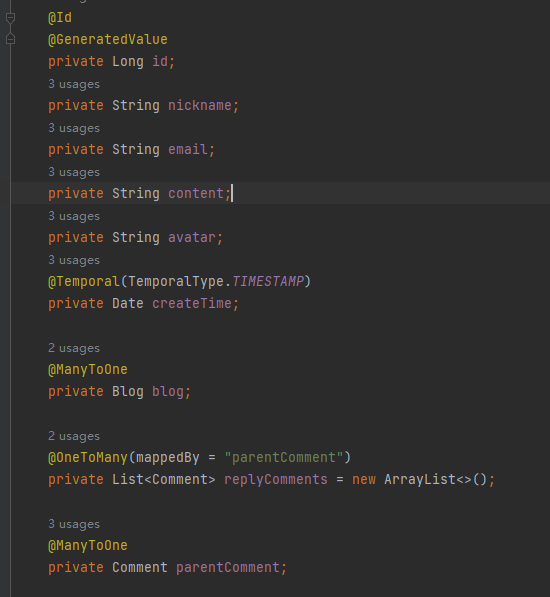 @Id
@GeneratedValue
private Long id;
3 usages
private String nickname;
3 usages
private String email;
3 usages
private String content;
3 usages
private String avatar;
3 usages
@Temporal(TemporalType.TIMESTAMP)
private Date createTime;
2 usages
@ManyToOne
private Blog blog;
2 usages
@OneToMany(mappedBy = "parentComment")
private List<Comment> replyComments = new ArrayList<>();
3 usages
@ManyToOne
private Comment parentComment;